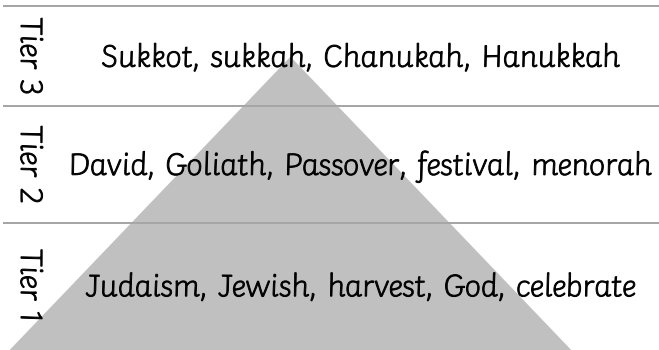 Tier 3
Sukkot, sukkah, Chanukah, Hanukkah
Tier 2
David, Goliath, Passover, festival, menorah
Tier 1
Judaism, Jewish, harvest, God, celebrate